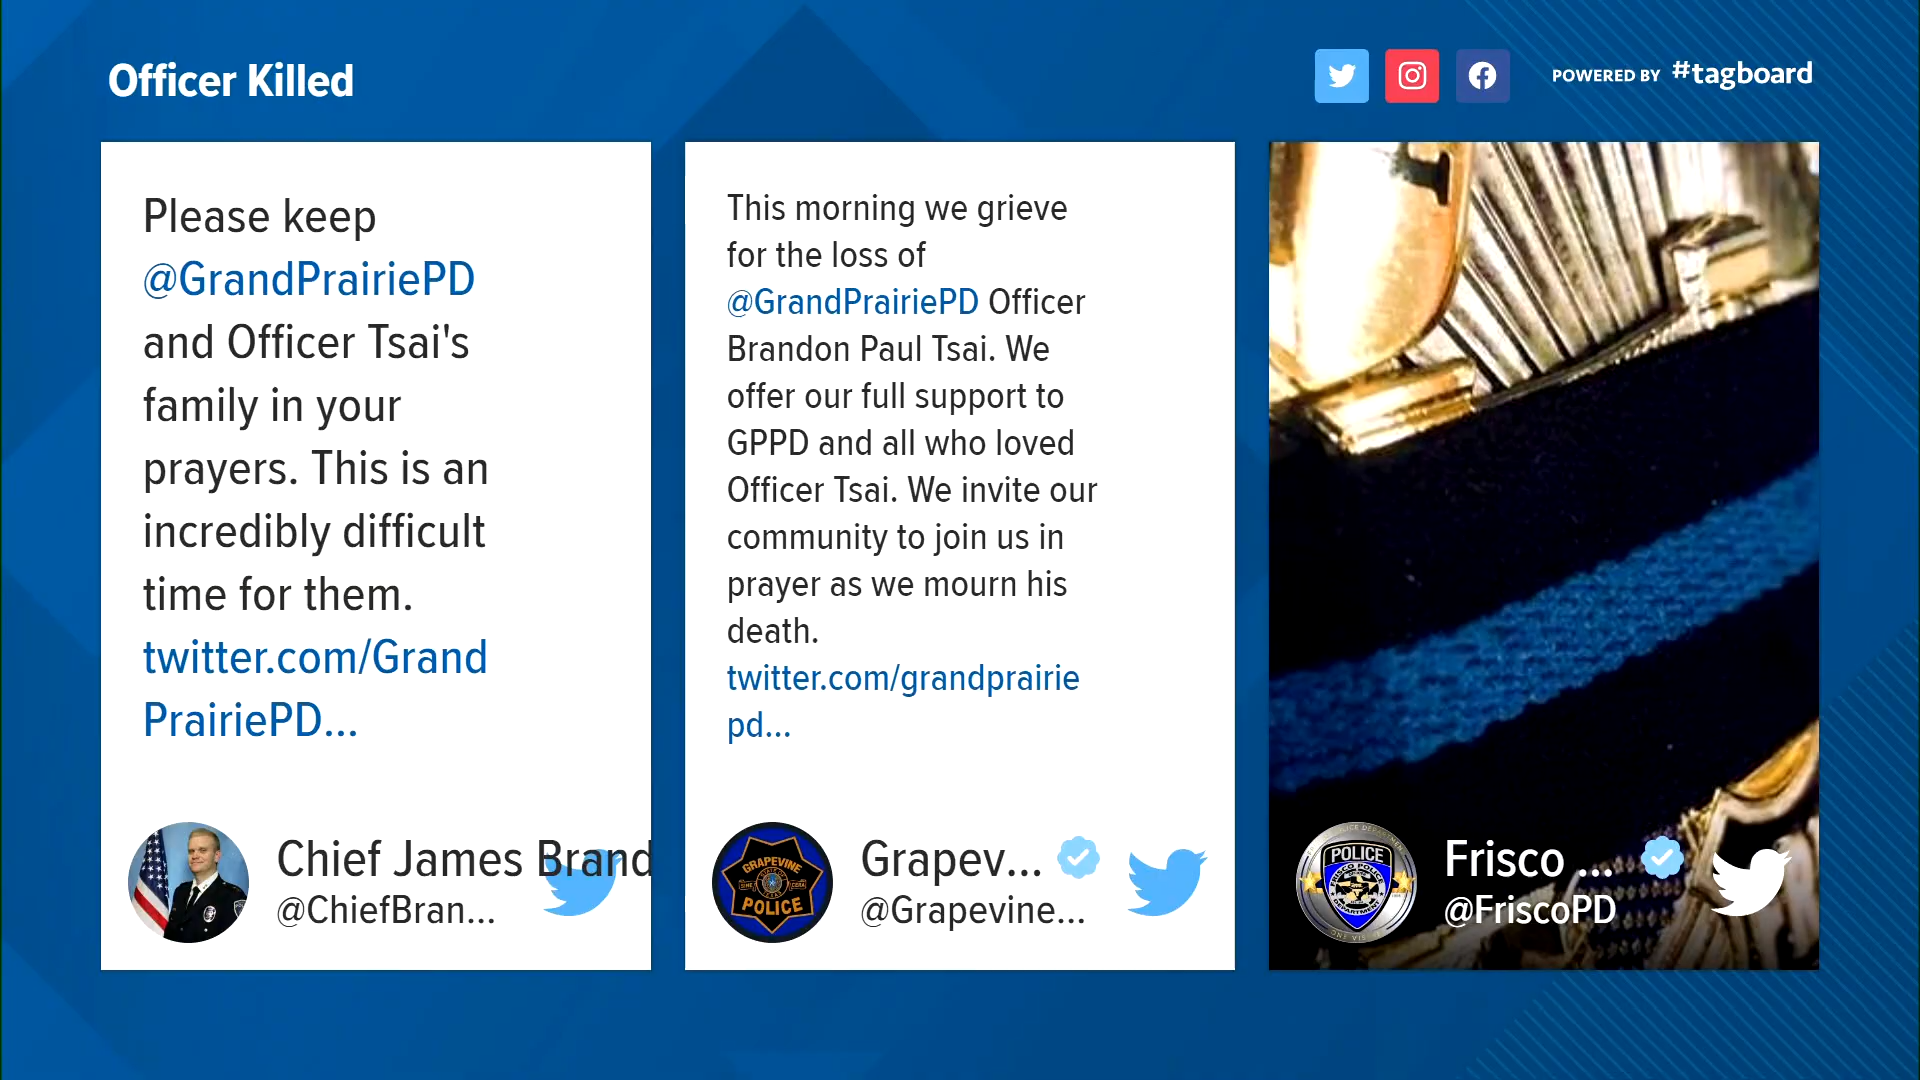 Officer Killed
POWERED BY #tagboard
Please keep
@GrandPrairiePD
and Officer Tsai's
family in your
prayers. This is an
incredibly difficult
time for them.
twitter.com/Grand
PrairiePD...
Chief James Brand
@ChiefBran...
This morning we grieve
for the loss of
@GrandPrairiePD Officer
Brandon Paul Tsai. We
offer our full support to
GPPD and all who loved
Officer Tsai. We invite our
community to join us in
prayer as we mourn his
death.
twitter.com/grandprairie
pd...
GRAPEVINE
POLICE
Grapev...
@Grapevine...
POLICE
Frisco ...
@FriscoPD